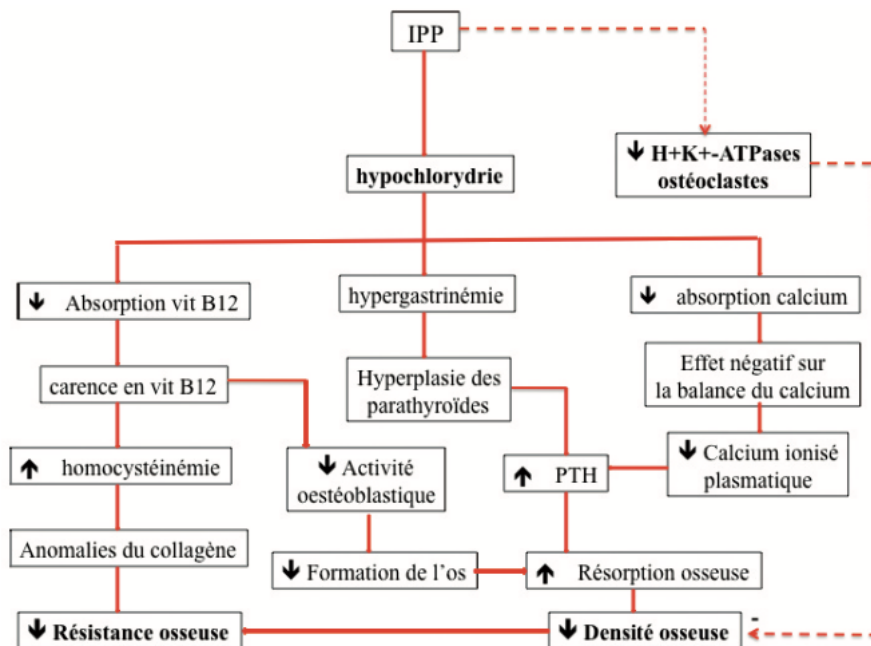 IPP
↓ H+K+-ATPases
ostéoclastes
hypochlorydrie
↓ Absorption vit B12
hypergastrinémie
↓ absorption calcium
carence en vit B12
Hyperplasie des
parathyroïdes
Effet négatif sur
la balance du calcium
↑ homocystéinémie
↓ Activité
oestéoblastique
↑ PTH
↓ Calcium ionisé
plasmatique
Anomalies du collagène
↓ Formation de l’os
↑ Résorption osseuse
↓ Résistance osseuse
↓ Densité osseuse
-